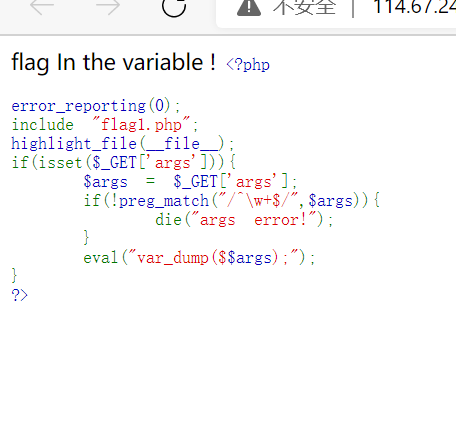 不安全 | 114.67.24
flag In the variable ! <?php
error_reporting(0);
include "flag1.php";
highlight_file(__file__);
if(isset($_GET['args'])){
$args = $_GET['args'];
if(!preg_match("/^\w+$/",$args)){
die("args error!");
}
eval("var_dump($$args);");
}
?>